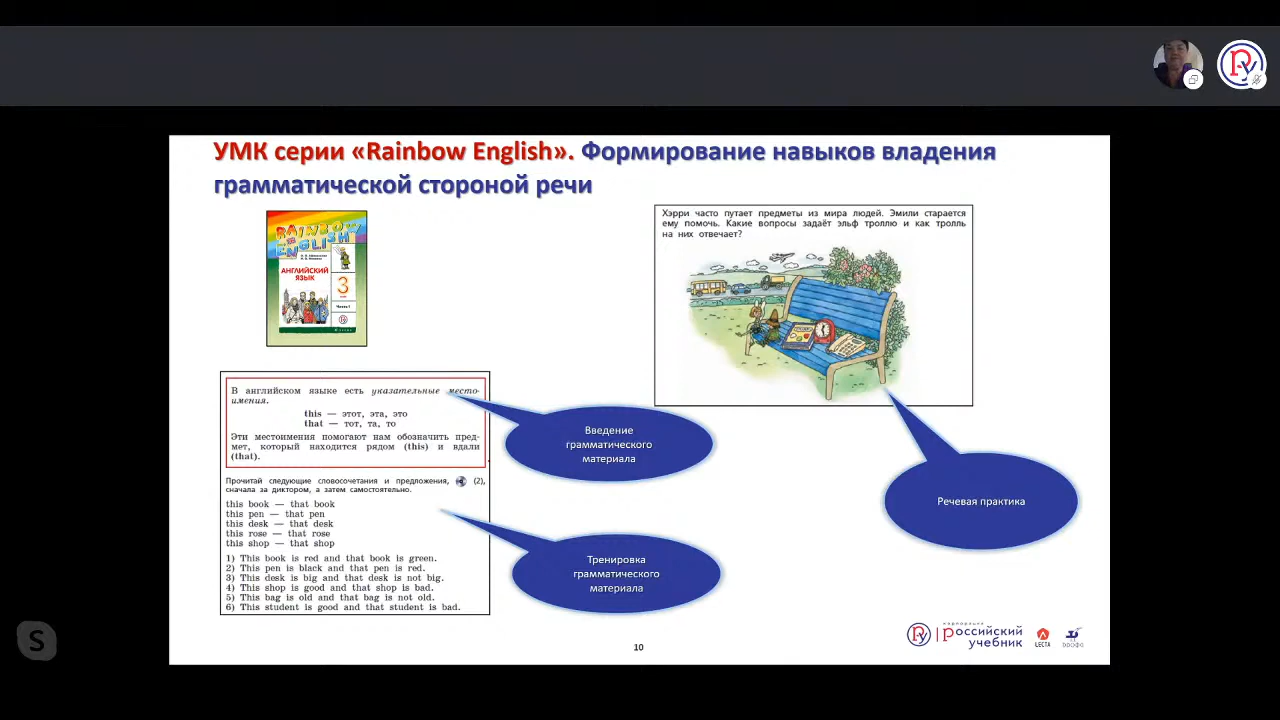 УМК серии «Rainbow English». Формирование навыков владения
грамматической стороной речи
RAINBOW
ENGLISH
АНГЛИЙСКИЙ
ЯЗЫК
3
Хэрри часто путает предметы из мира людей. Эмили старается
ему помочь. Какие вопросы задаёт эльф троллю и как тролль
на них отвечает?
В английском языке есть указательные место-
имения.
this — этот, эта, это
that — тот, та, то
Эти местоимения помогают нам обозначить пред-
мет, который находится рядом (this) и вдали
(that).
Прочитай следующие словосочетания и предложения, (2),
сначала за диктором, а затем самостоятельно.
this book — that book
this pen — that pen
this desk — that desk
this rose — that rose
this shop — that shop
1) This book is red and that book is green.
2) This pen is black and that pen is red.
3) This desk is big and that desk is not big.
4) This shop is good and that shop is bad.
5) This bag is old and that bag is not old.
6) This student is good and that student is bad.
Введение
грамматического
материала
Тренировка
грамматического
материала
Речевая практика
корпорация
российский
учебник
LECTA
дрофа
10
S